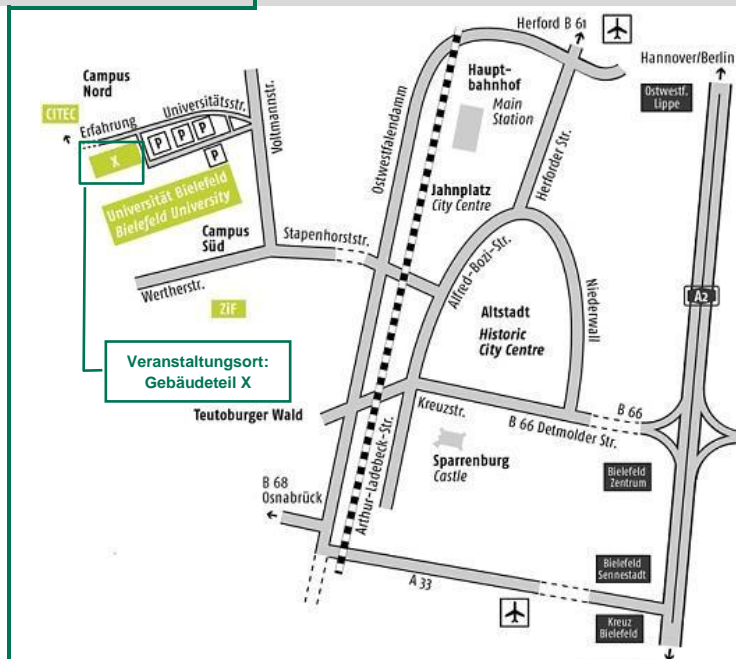 Herford B 61
Hannover/Berlin
Campus
Nord
Haupt-
bahnhof
Main
Station
Ostwestf.
Lippe
CITEC
Universitätsstr.
Erfahrung
P
P
P
P
X
Voltmannstr.
Ostwestfalendamm
Herforder Str.
Universität Bielefeld
Bielefeld University
Jahnplatz
City Centre
Campus
Süd
Stapenhorststr.
Wertherstr.
Alfred-Bozi-Str.
Niederwall
A2
ZiF
Altstadt
Historic
City Centre
Veranstaltungsort:
Gebäudeteil X
Teutoburger Wald
Kreuzstr.
B 66 Detmolder Str.
B 66
Arthur-Ladebeck-Str.
Sparrenburg
Castle
Bielefeld
Zentrum
B 68
Osnabrück
A 33
Bielefeld
Sennestadt
Kreuz
Bielefeld